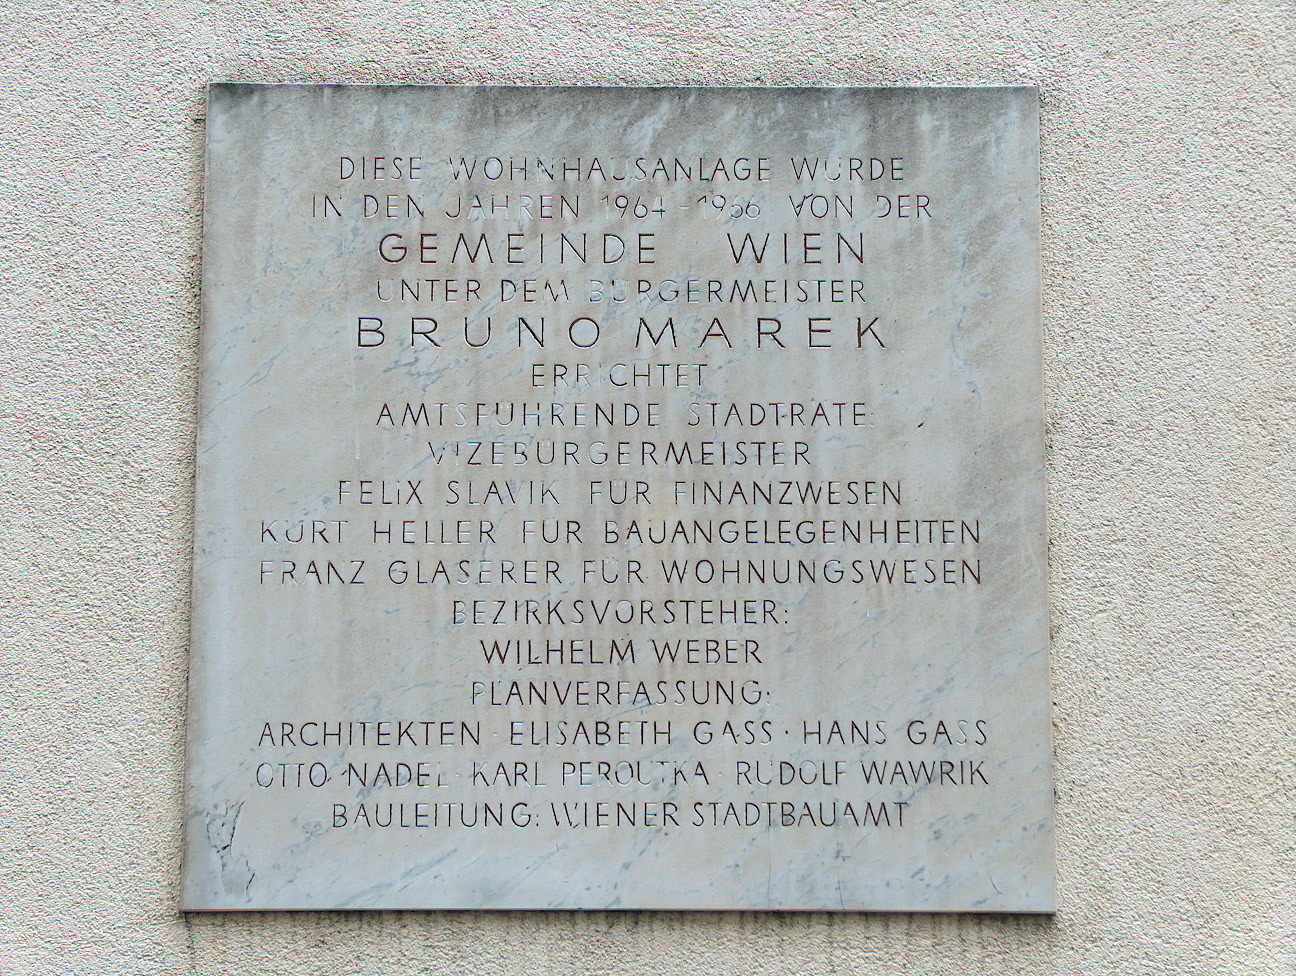 DIESE WOHNHAUSANLAGE WURDE
IN DEN JAHREN 1964-1966 VON DER
GEMEINDE WIEN
UNTER DEM BÜRGERMEISTER
BRUNO MAREK
ERRICHTET
AMTSFÜHRENDE STADTRÄTE:
VIZEBÜRGERMEISTER
FELIX SLAVIK FÜR FINANZWESEN
KURT HELLER FÜR BAUANGELEGENHEITEN
FRANZ GLASERER FÜR WOHNUNGSWESEN
BEZIRKSVORSTEHER:
WILHELM WEBER
PLANVERFASSUNG:
ARCHITEKTEN · ELISABETH GASS · HANS GASS
OTTO NADEL · KARL PEROUTKA · RUDOLF WAWRIK
BAULEITUNG: WIENER STADTBAUAMT